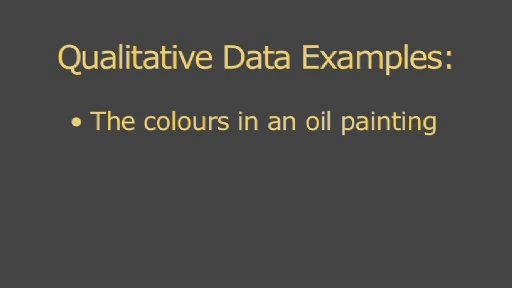 Qualitative Data Examples:
• The colours in an oil painting